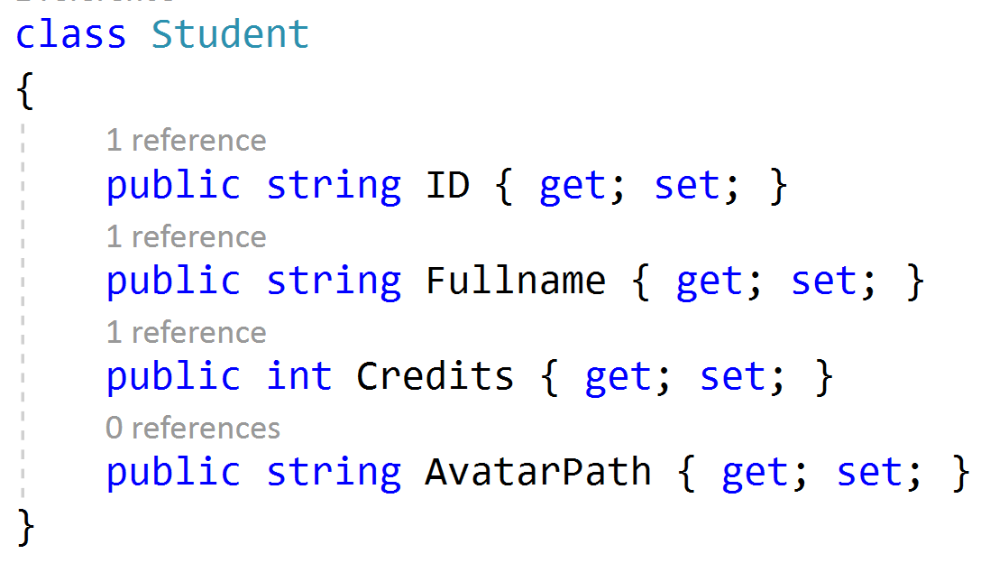 class Student
{
1 reference
public string ID { get; set; }
1 reference
public string Fullname { get; set; }
1 reference
public int Credits { get; set; }
0 references
public string AvatarPath { get; set; }
}